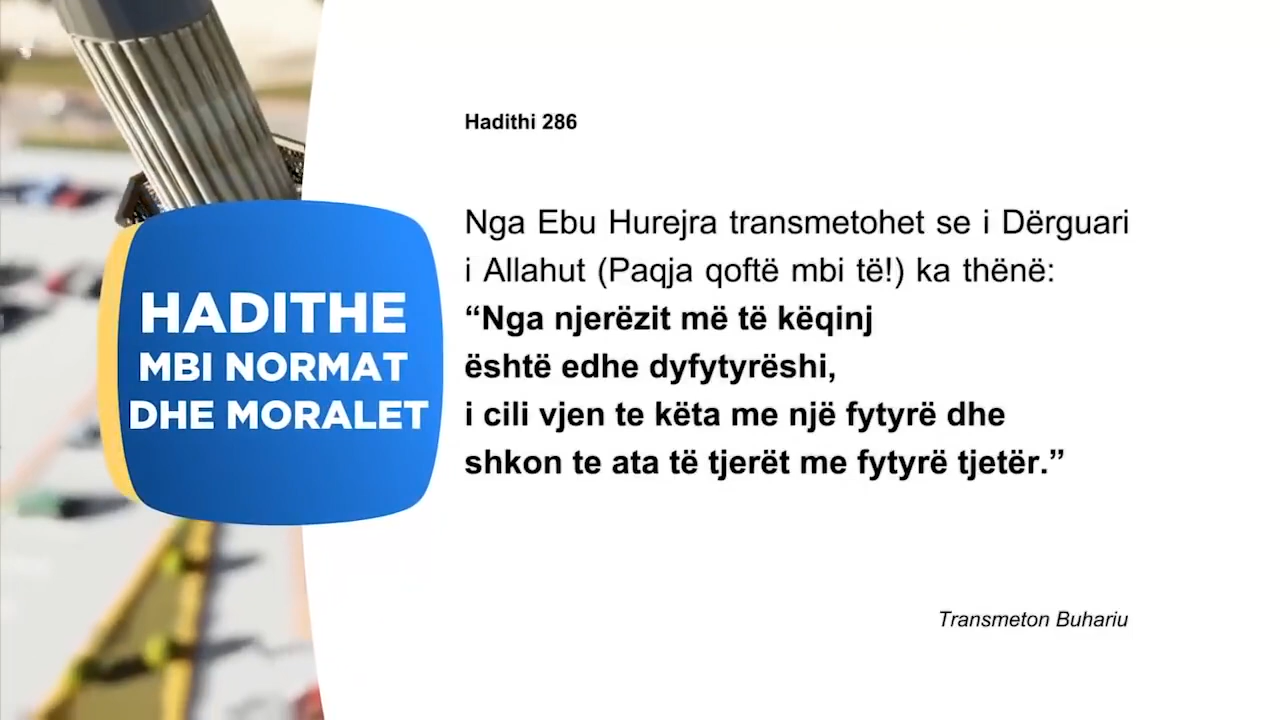 HADITHE
MBI NORMAT
DHE MORALET
Hadithi 286
Nga Ebu Hurejra transmetohet se i Dërguari
i Allahut (Paqja qoftë mbi të!) ka thënë:
“Nga njerëzit më të këqinj
është edhe dyfytyrëshi,
i cili vjen te këta me një fytyrë dhe
shkon te ata të tjerët me fytyrë tjetër.”
Transmeton Buhariu